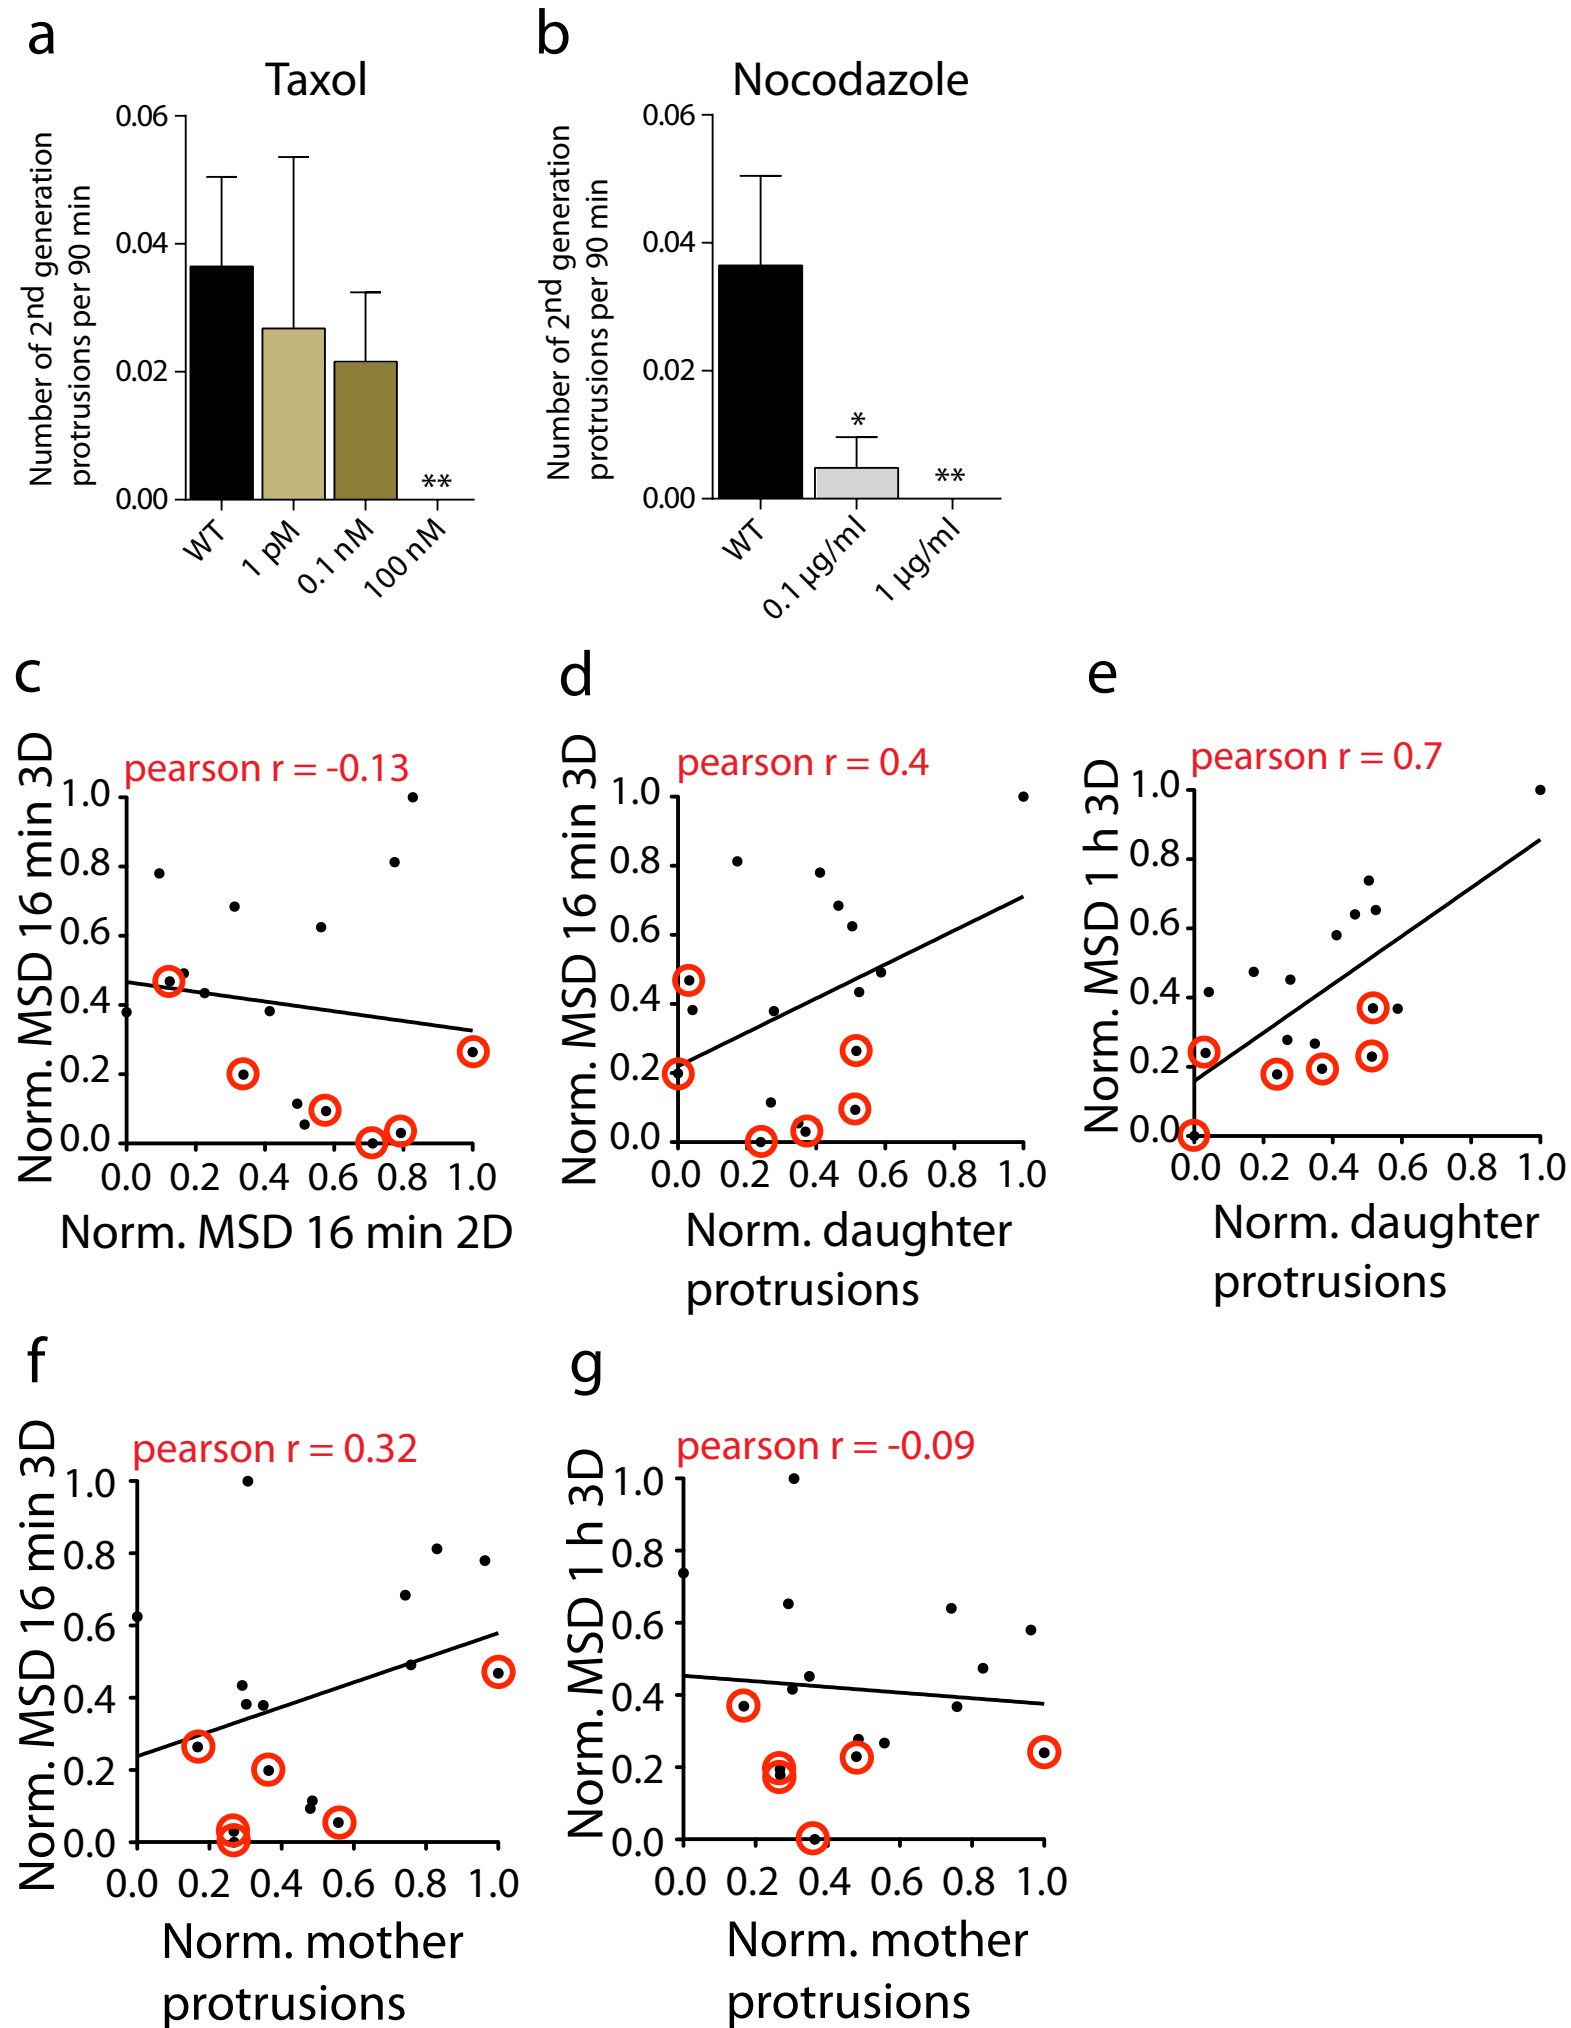 a
Taxol
Number of 2nd generation
protrusions per 90 min
0.06
0.04
0.02
0.00
**
WT
1 pM
0.1 nM
100 nM
b
Nocodazole
Number of 2nd generation
protrusions per 90 min
0.06
0.04
0.02
0.00
*
**
WT
0.1 µg/ml
1 µg/ml
c
pearson r = -0.13
Norm. MSD 16 min 3D
1.0
0.8
0.6
0.4
0.2
0.0
0.0 0.2 0.4 0.6 0.8 1.0
Norm. MSD 16 min 2D
d
pearson r = 0.4
Norm. MSD 16 min 3D
1.0
0.8
0.6
0.4
0.2
0.0
0.0 0.2 0.4 0.6 0.8 1.0
Norm. daughter
protrusions
e
pearson r = 0.7
Norm. MSD 1 h 3D
1.0
0.8
0.6
0.4
0.2
0.0
0.0 0.2 0.4 0.6 0.8 1.0
Norm. daughter
protrusions
f
pearson r = 0.32
Norm. MSD 16 min 3D
1.0
0.8
0.6
0.4
0.2
0.0
0.0 0.2 0.4 0.6 0.8 1.0
Norm. mother
protrusions
g
pearson r = -0.09
Norm. MSD 1 h 3D
1.0
0.8
0.6
0.4
0.2
0.0
0.0 0.2 0.4 0.6 0.8 1.0
Norm. mother
protrusions